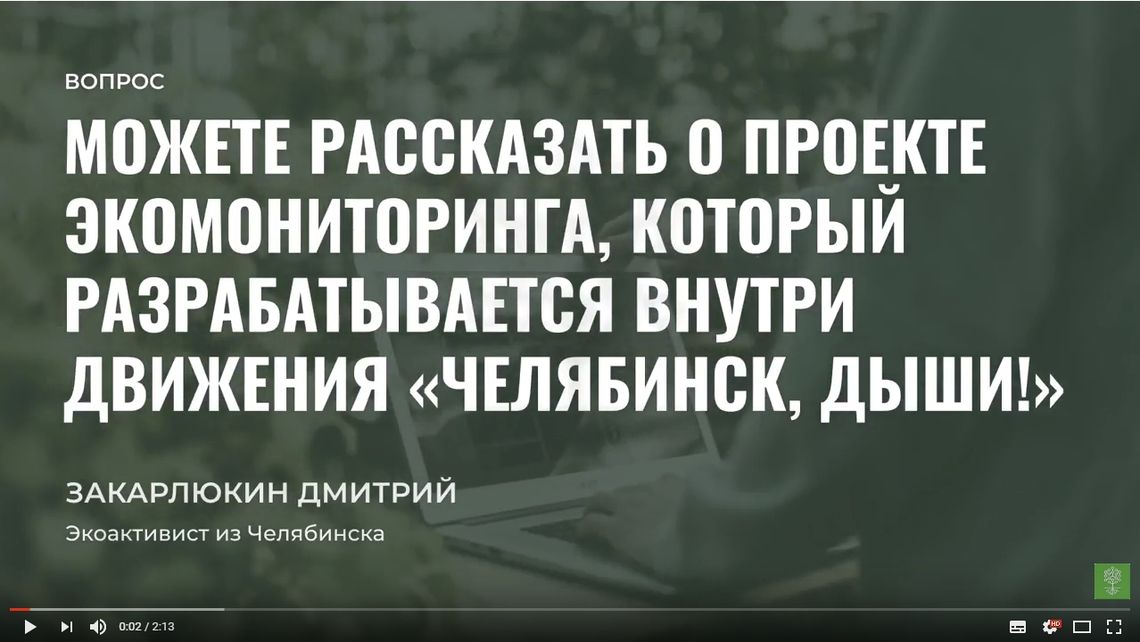 ВОПРОС
МОЖЕТЕ РАССКАЗАТЬ О ПРОЕКТЕ
ЭКОМОНИТОРИНГА, КОТОРЫЙ
РАЗРАБАТЫВАЕТСЯ ВНУТРИ
ДВИЖЕНИЯ «ЧЕЛЯБИНСК, ДЫШИ!»
ЗАКАРЛЮКИН ДМИТРИЙ
Экоактивист из Челябинска
0:02 / 2:13
HD